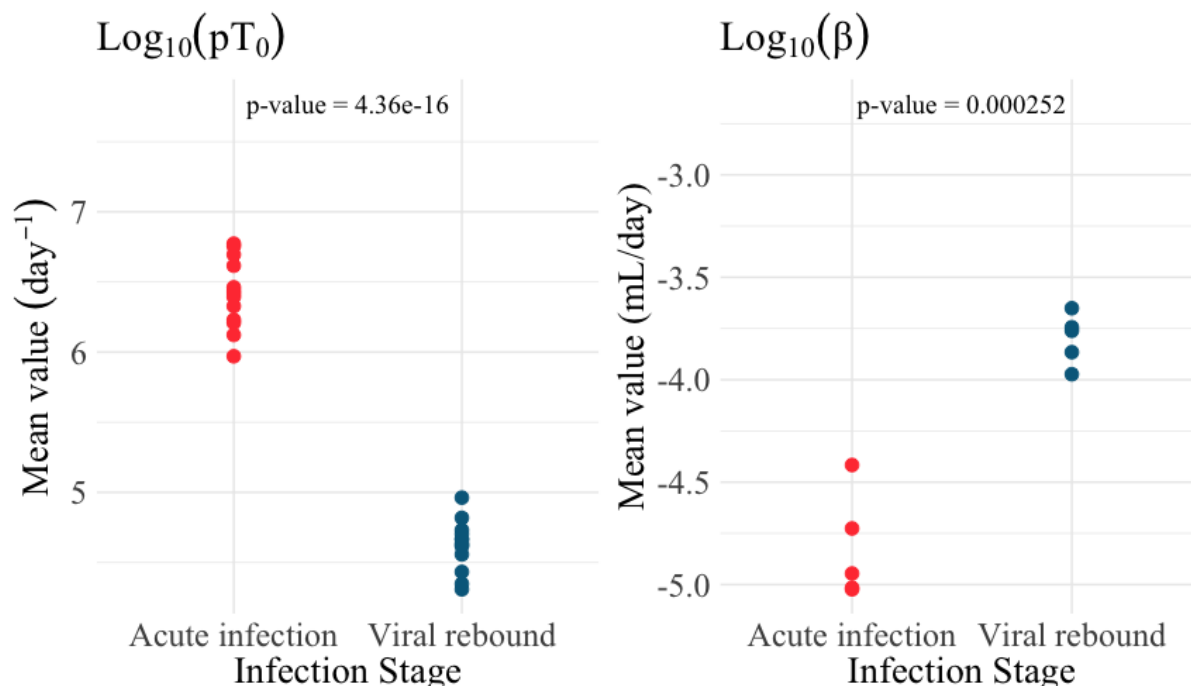 Log₁₀(pT₀)
p-value = 4.36e-16
Mean value (day⁻¹)
7
6
5
Acute infection
Viral rebound
Infection Stage
Log₁₀(β)
p-value = 0.000252
Mean value (mL/day)
-3.0
-3.5
-4.0
-4.5
-5.0
Acute infection
Viral rebound
Infection Stage